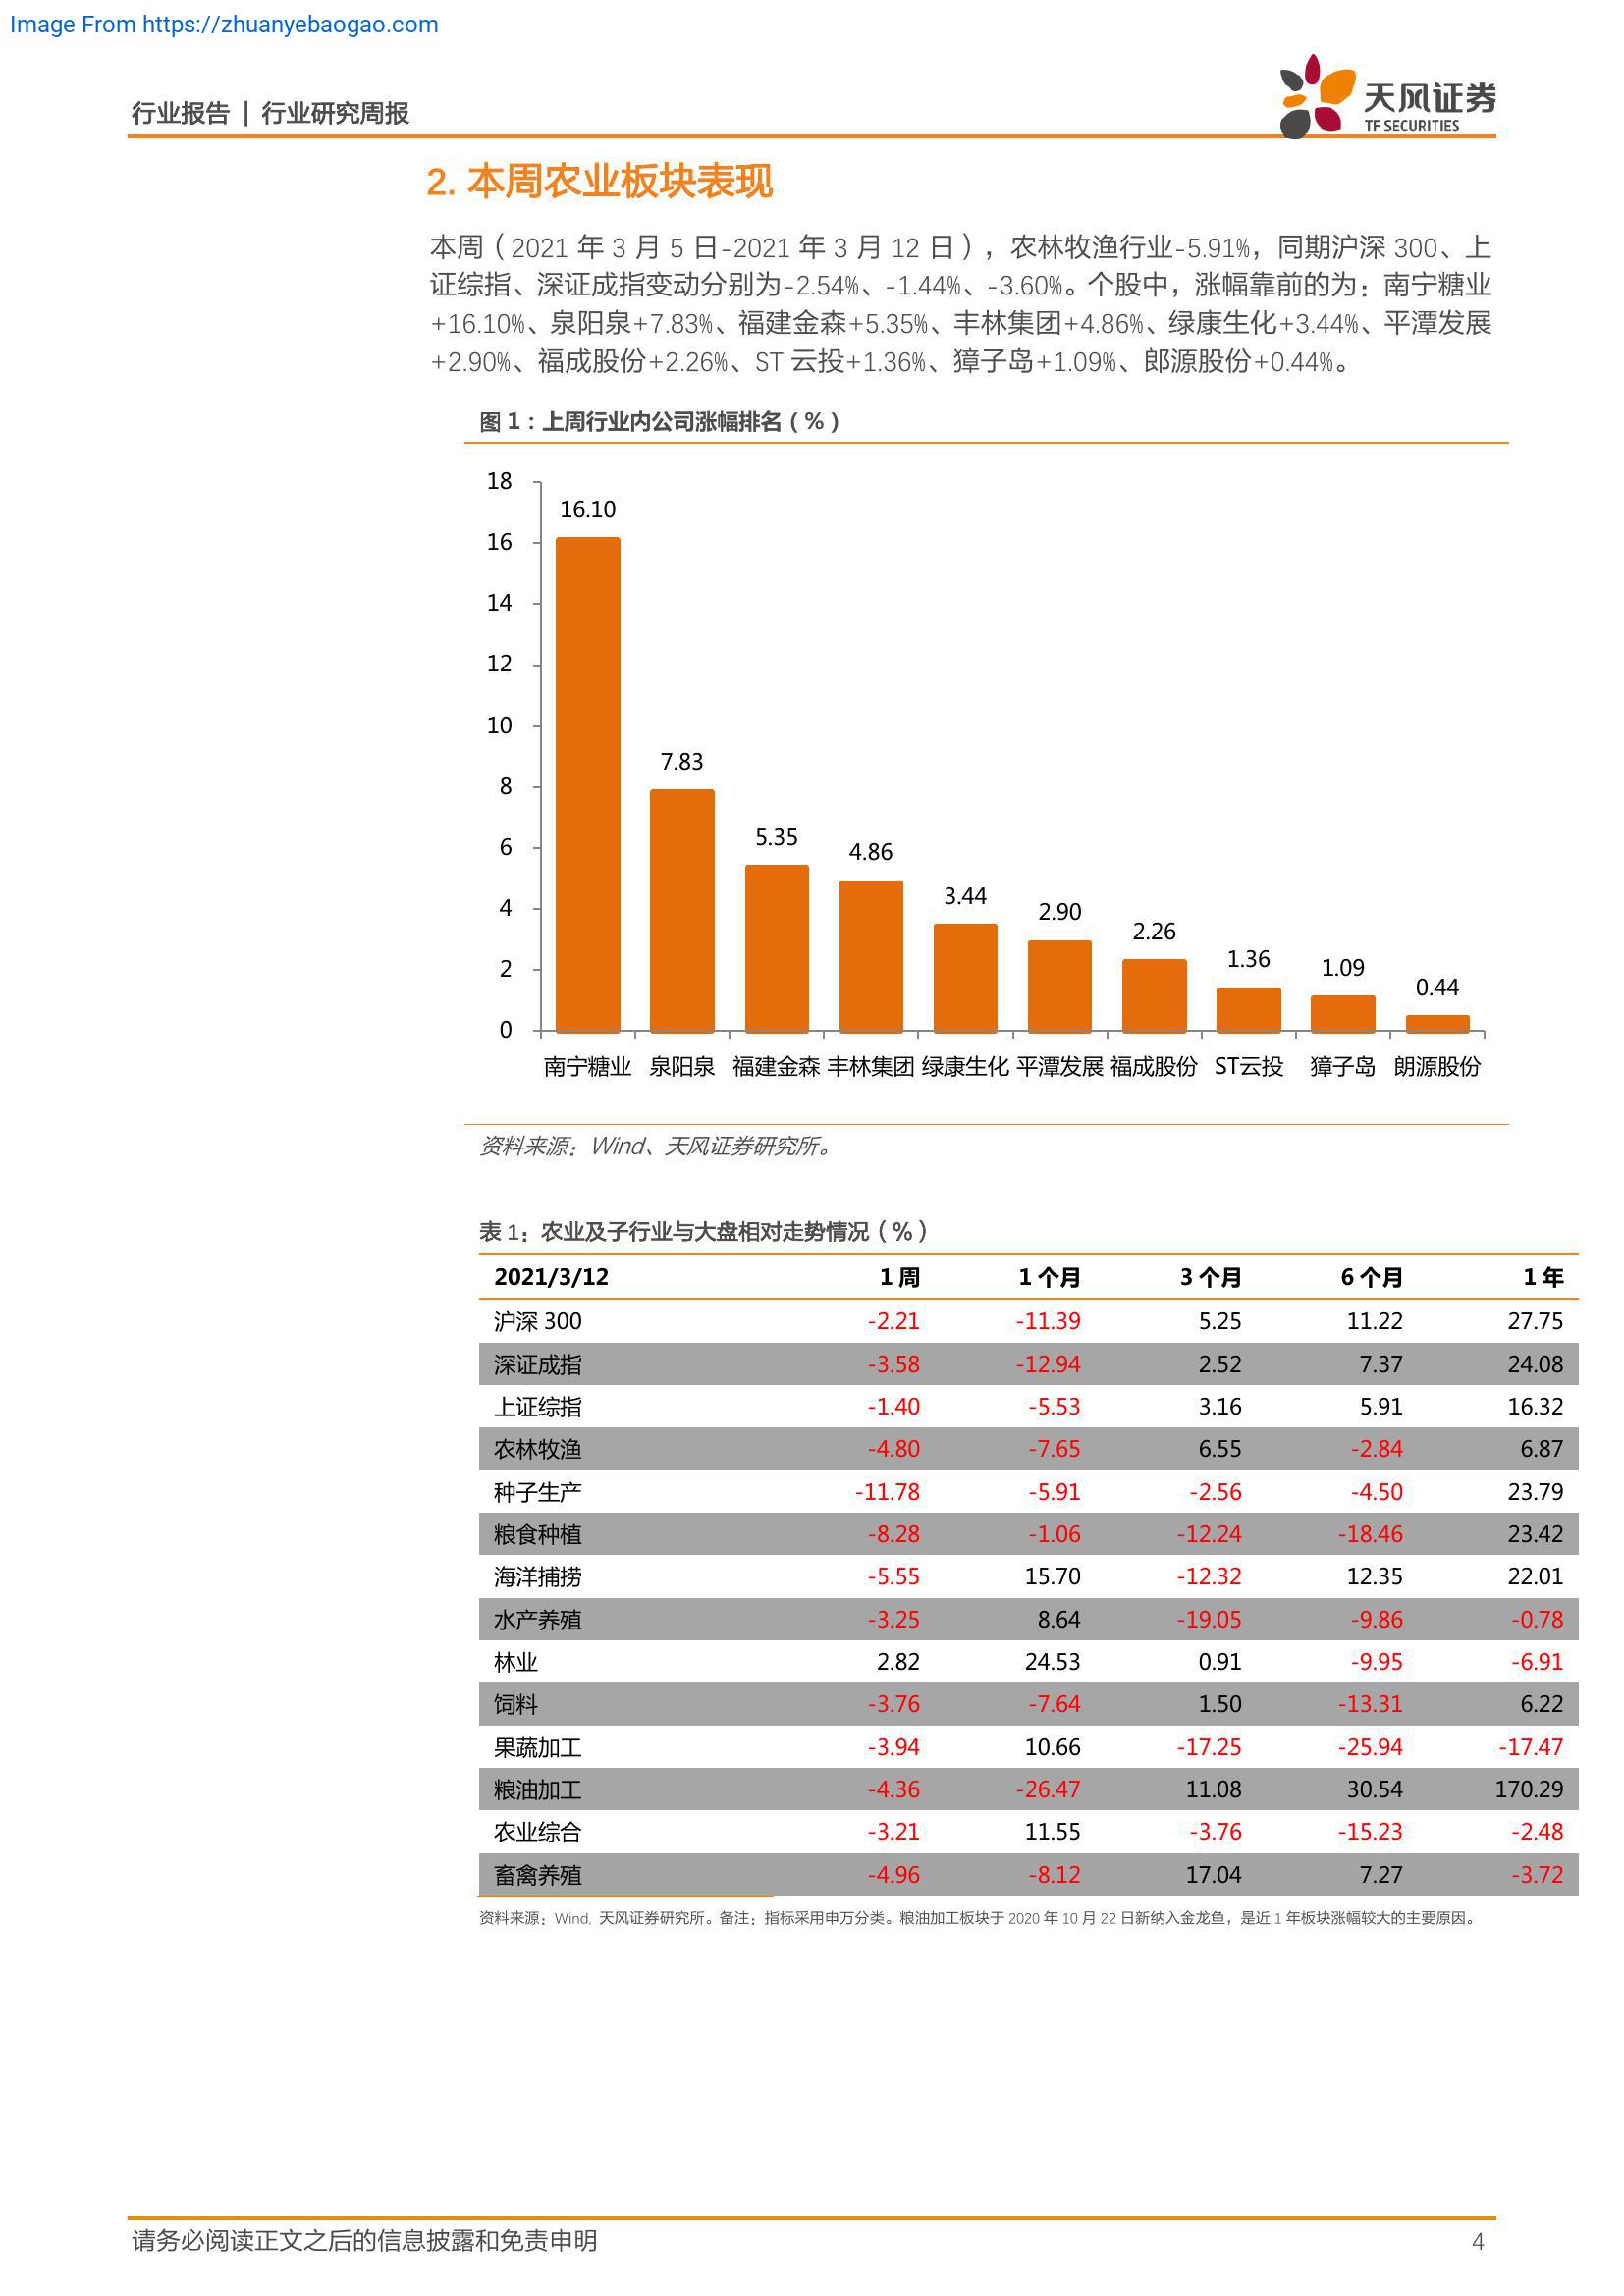 Image From https://zhuanyebaogao.com
行业报告 | 行业研究周报
天风证券
TF SECURITIES
2. 本周农业板块表现
本周（2021 年 3 月 5 日-2021 年 3 月 12 日），农林牧渔行业-5.91%，同期沪深 300、上
证综指、深证成指变动分别为-2.54%、-1.44%、-3.60%。个股中，涨幅靠前的为：南宁糖业
+16.10%、泉阳泉+7.83%、福建金森+5.35%、丰林集团+4.86%、绿康生化+3.44%、平潭发展
+2.90%、福成股份+2.26%、ST 云投+1.36%、獐子岛+1.09%、郎源股份+0.44%。
图 1：上周行业内公司涨幅排名（%）
18
16
14
12
10
8
6
4
2
0
16.10
7.83
5.35
4.86
3.44
2.90
2.26
1.36
1.09
0.44
南宁糖业 泉阳泉 福建金森 丰林集团 绿康生化 平潭发展 福成股份 ST云投 獐子岛 朗源股份
资料来源：Wind、天风证券研究所。
表 1：农业及子行业与大盘相对走势情况（%）
2021/3/12 1 周 1 个月 3 个月 6 个月 1 年
沪深 300 -2.21 -11.39 5.25 11.22 27.75
深证成指 -3.58 -12.94 2.52 7.37 24.08
上证综指 -1.40 -5.53 3.16 5.91 16.32
农林牧渔 -4.80 -7.65 6.55 -2.84 6.87
种子生产 -11.78 -5.91 -2.56 -4.50 23.79
粮食种植 -8.28 -1.06 -12.24 -18.46 23.42
海洋捕捞 -5.55 15.70 -12.32 12.35 22.01
水产养殖 -3.25 8.64 -19.05 -9.86 -0.78
林业 2.82 24.53 0.91 -9.95 -6.91
饲料 -3.76 -7.64 1.50 -13.31 6.22
果蔬加工 -3.94 10.66 -17.25 -25.94 -17.47
粮油加工 -4.36 -26.47 11.08 30.54 170.29
农业综合 -3.21 11.55 -3.76 -15.23 -2.48
畜禽养殖 -4.96 -8.12 17.04 7.27 -3.72
资料来源：Wind, 天风证券研究所。备注：指标采用申万分类。粮油加工板块于 2020 年 10 月 22 日新纳入金龙鱼，是近 1 年板块涨幅较大的主要原因。
请务必阅读正文之后的信息披露和免责申明
4